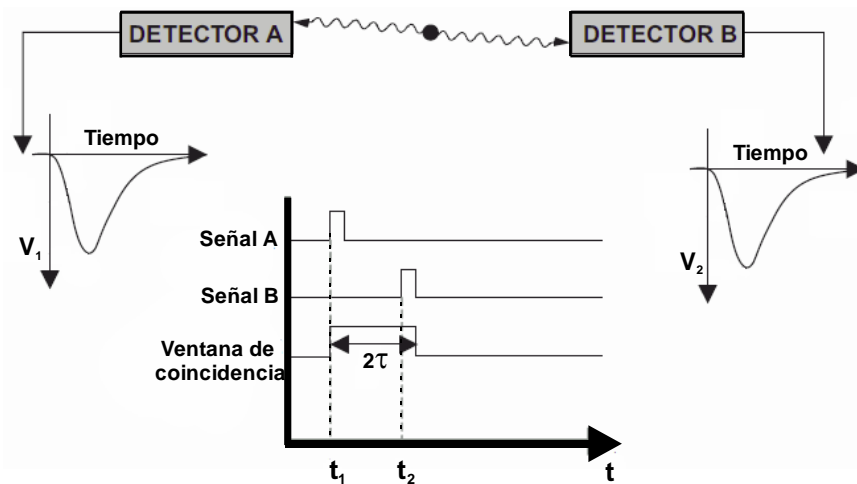 DETECTOR A
DETECTOR B
Tiempo
V1
Tiempo
V2
Señal A
Señal B
Ventana de
coincidencia
2τ
t1
t2
t